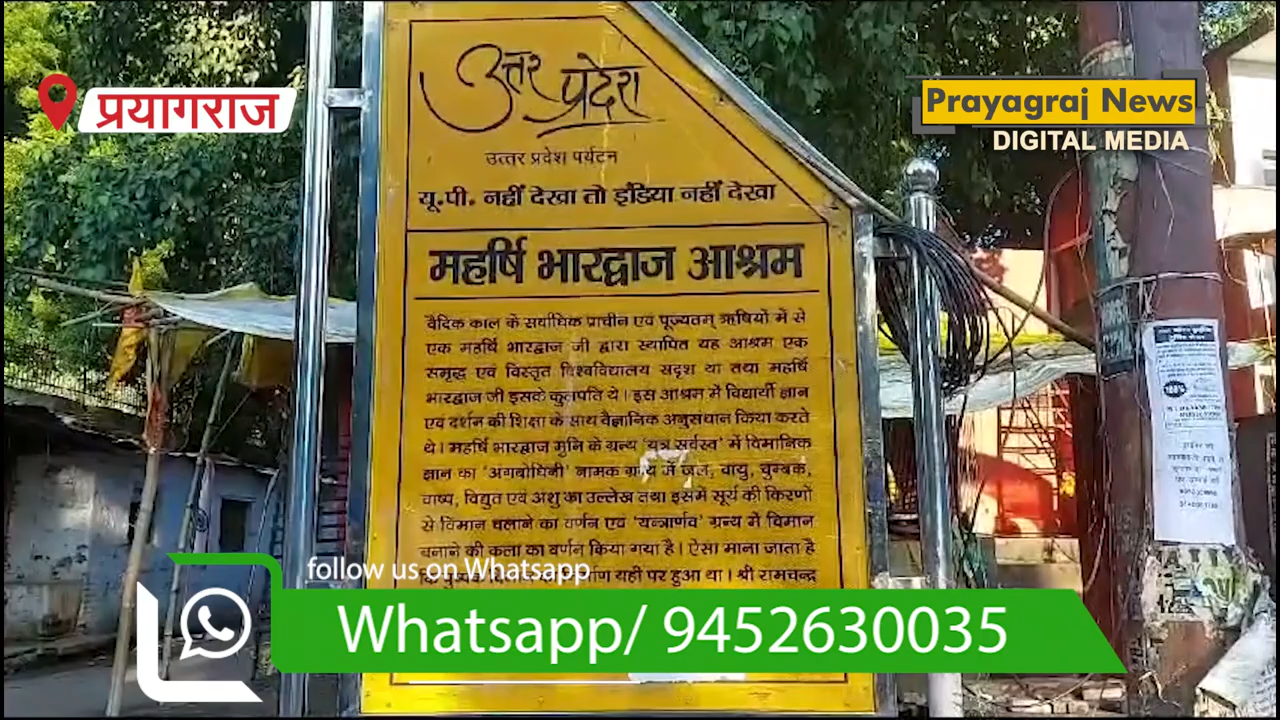 प्रयागराज
Prayagraj News
DIGITAL MEDIA
उत्तर प्रदेश
उत्तर प्रदेश पर्यटन
यू.पी. नहीं देखा तो इंडिया नहीं देखा
महर्षि भारद्वाज आश्रम
वैदिक काल के सर्वाधिक प्राचीन एवं पूज्यतम् ऋषियों में से
एक महर्षि भारद्वाज जी द्वारा स्थापित यह आश्रम एक
समृद्ध एवं विस्तृत विश्वविद्यालय सदृश था तथा महर्षि
भारद्वाज जी इसके कुलपति थे। इस आश्रम में विद्यार्थी ज्ञान
एवं दर्शन की शिक्षा के साथ वैज्ञानिक अनुसंधान किया करते
थे। महर्षि भारद्वाज मुनि के ग्रन्थ 'यंत्र सर्वस्व' में विमानिक
ज्ञान का 'अंगबोधिनी' नामक ग्रन्थ में जल, वायु, चुम्बक,
वाष्प, विद्युत एवं अंशु का उल्लेख तथा इसमें सूर्य की किरणों
से विमान चलाने का वर्णन एवं 'यन्त्रार्णव' ग्रन्थ में विमान
बनाने की कला का वर्णन किया गया है। ऐसा माना जाता है
यही पर हुआ था। श्री रामचन्द्र
follow us on Whatsapp
Whatsapp/ 9452630035
100%